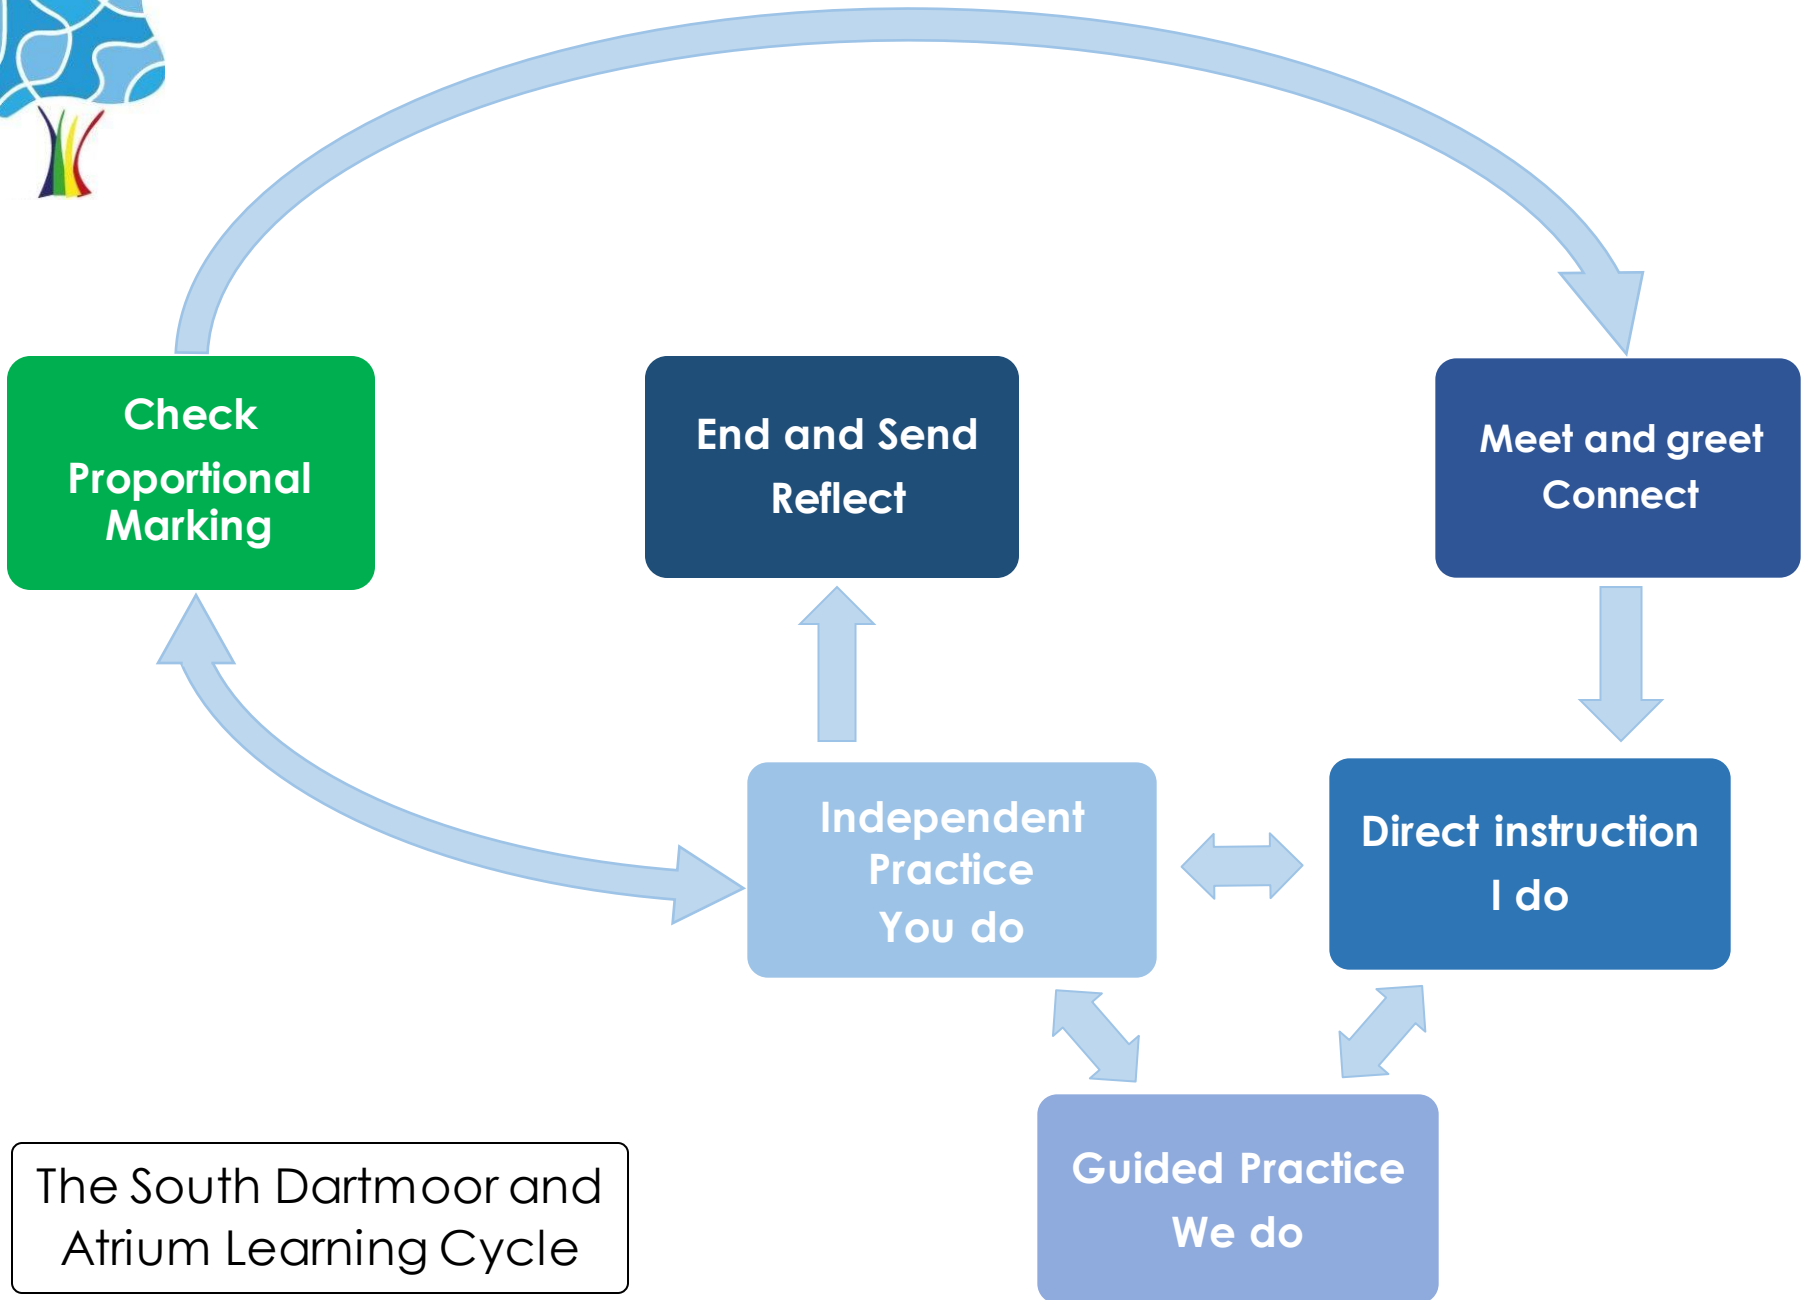 Check
Proportional
Marking
End and Send
Reflect
Meet and greet
Connect
Independent
Practice
You do
Direct instruction
I do
Guided Practice
We do
The South Dartmoor and
Atrium Learning Cycle